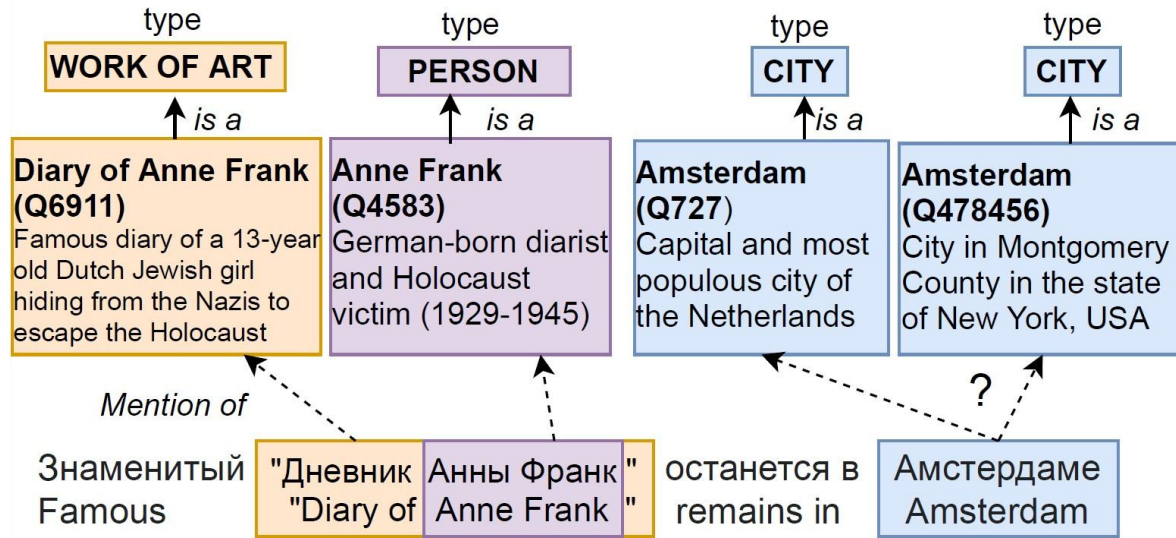 type
type
type
type
WORK OF ART
PERSON
CITY
CITY
is a
is a
is a
is a
Diary of Anne Frank
(Q6911)
Famous diary of a 13-year
old Dutch Jewish girl
hiding from the Nazis to
escape the Holocaust
Anne Frank
(Q4583)
German-born diarist
and Holocaust
victim (1929-1945)
Amsterdam
(Q727)
Capital and most
populous city of
the Netherlands
Amsterdam
(Q478456)
City in Montgomery
County in the state
of New York, USA
Mention of
?
Знаменитый "Дневник Анны Франк" останется в Амстердаме
Famous "Diary of Anne Frank" remains in Amsterdam